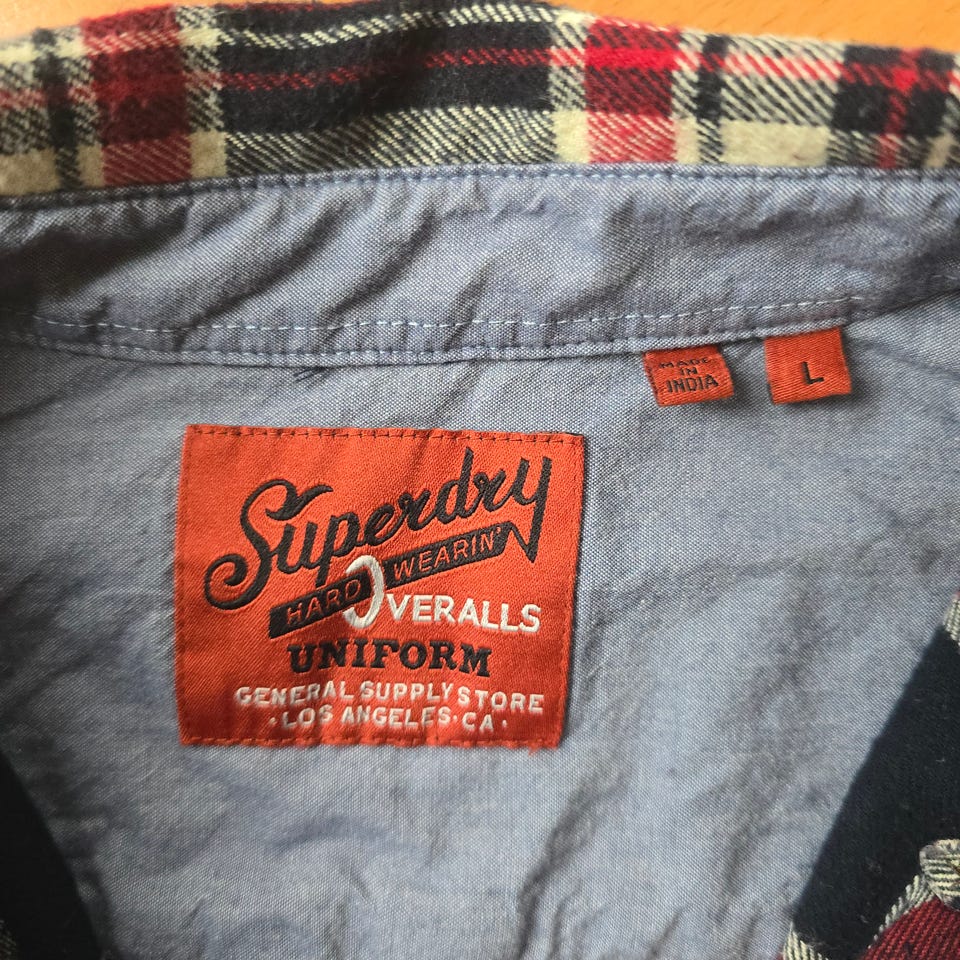 MADE
IN
INDIA
L
Superdry
HARD WEARIN'
OVERALLS
UNIFORM
GENERAL SUPPLY STORE
·LOS ANGELES·CA·